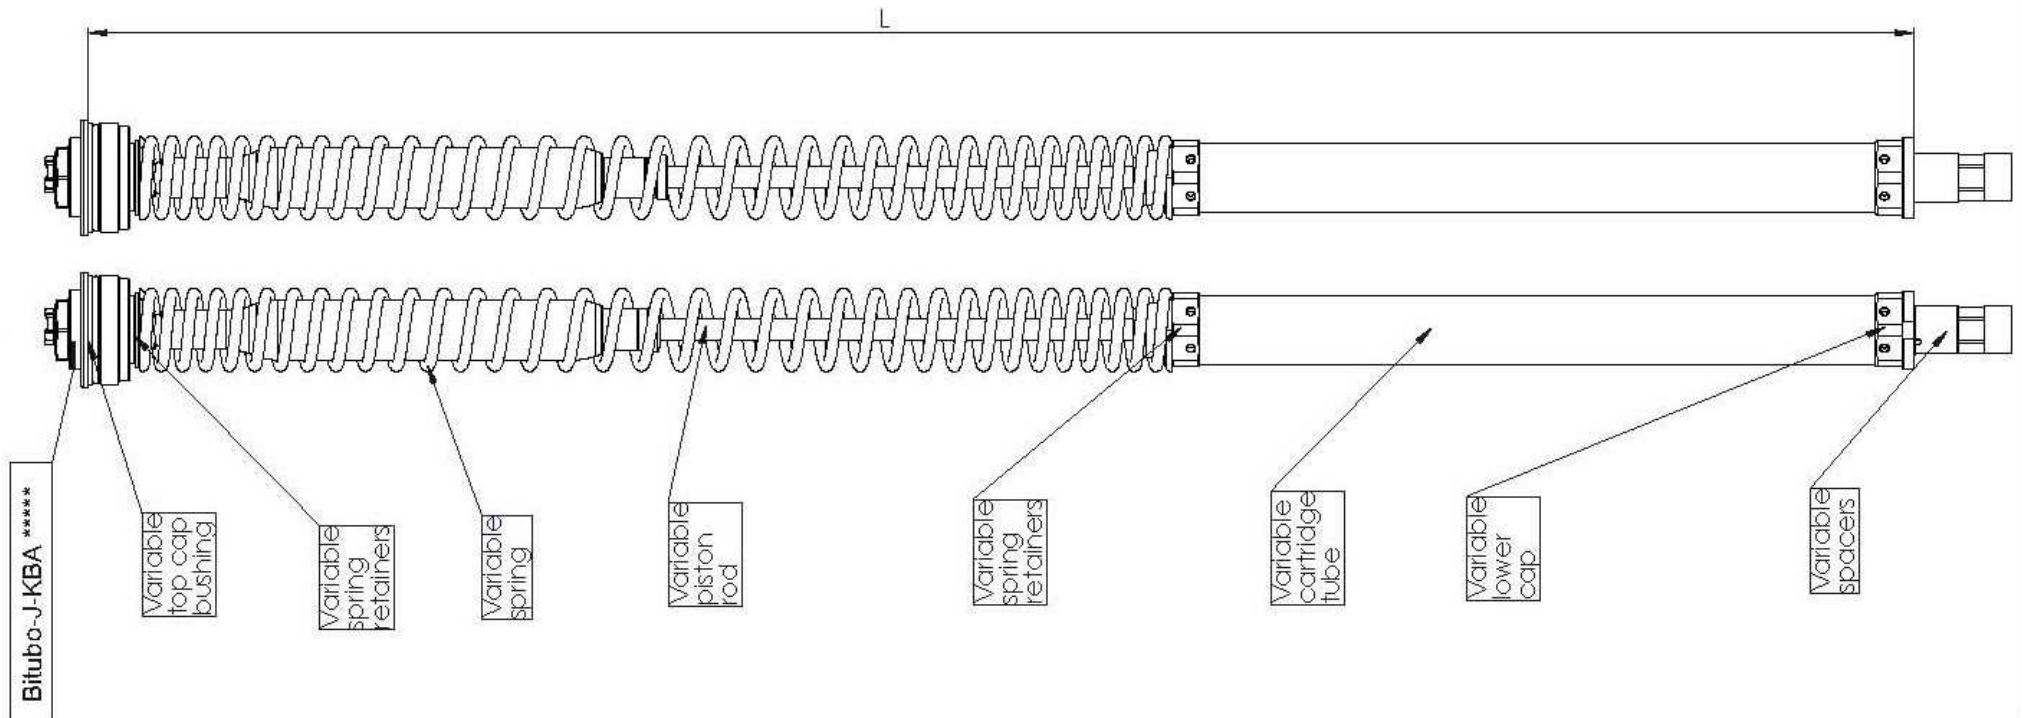 L
Bitubo-J-KBA *****
Variable
top cap
bushing
Variable
spring
retainers
Variable
spring
Variable
piston
rod
Variable
spring
retainers
Variable
cartridge
tube
Variable
lower
cap
Variable
spacers